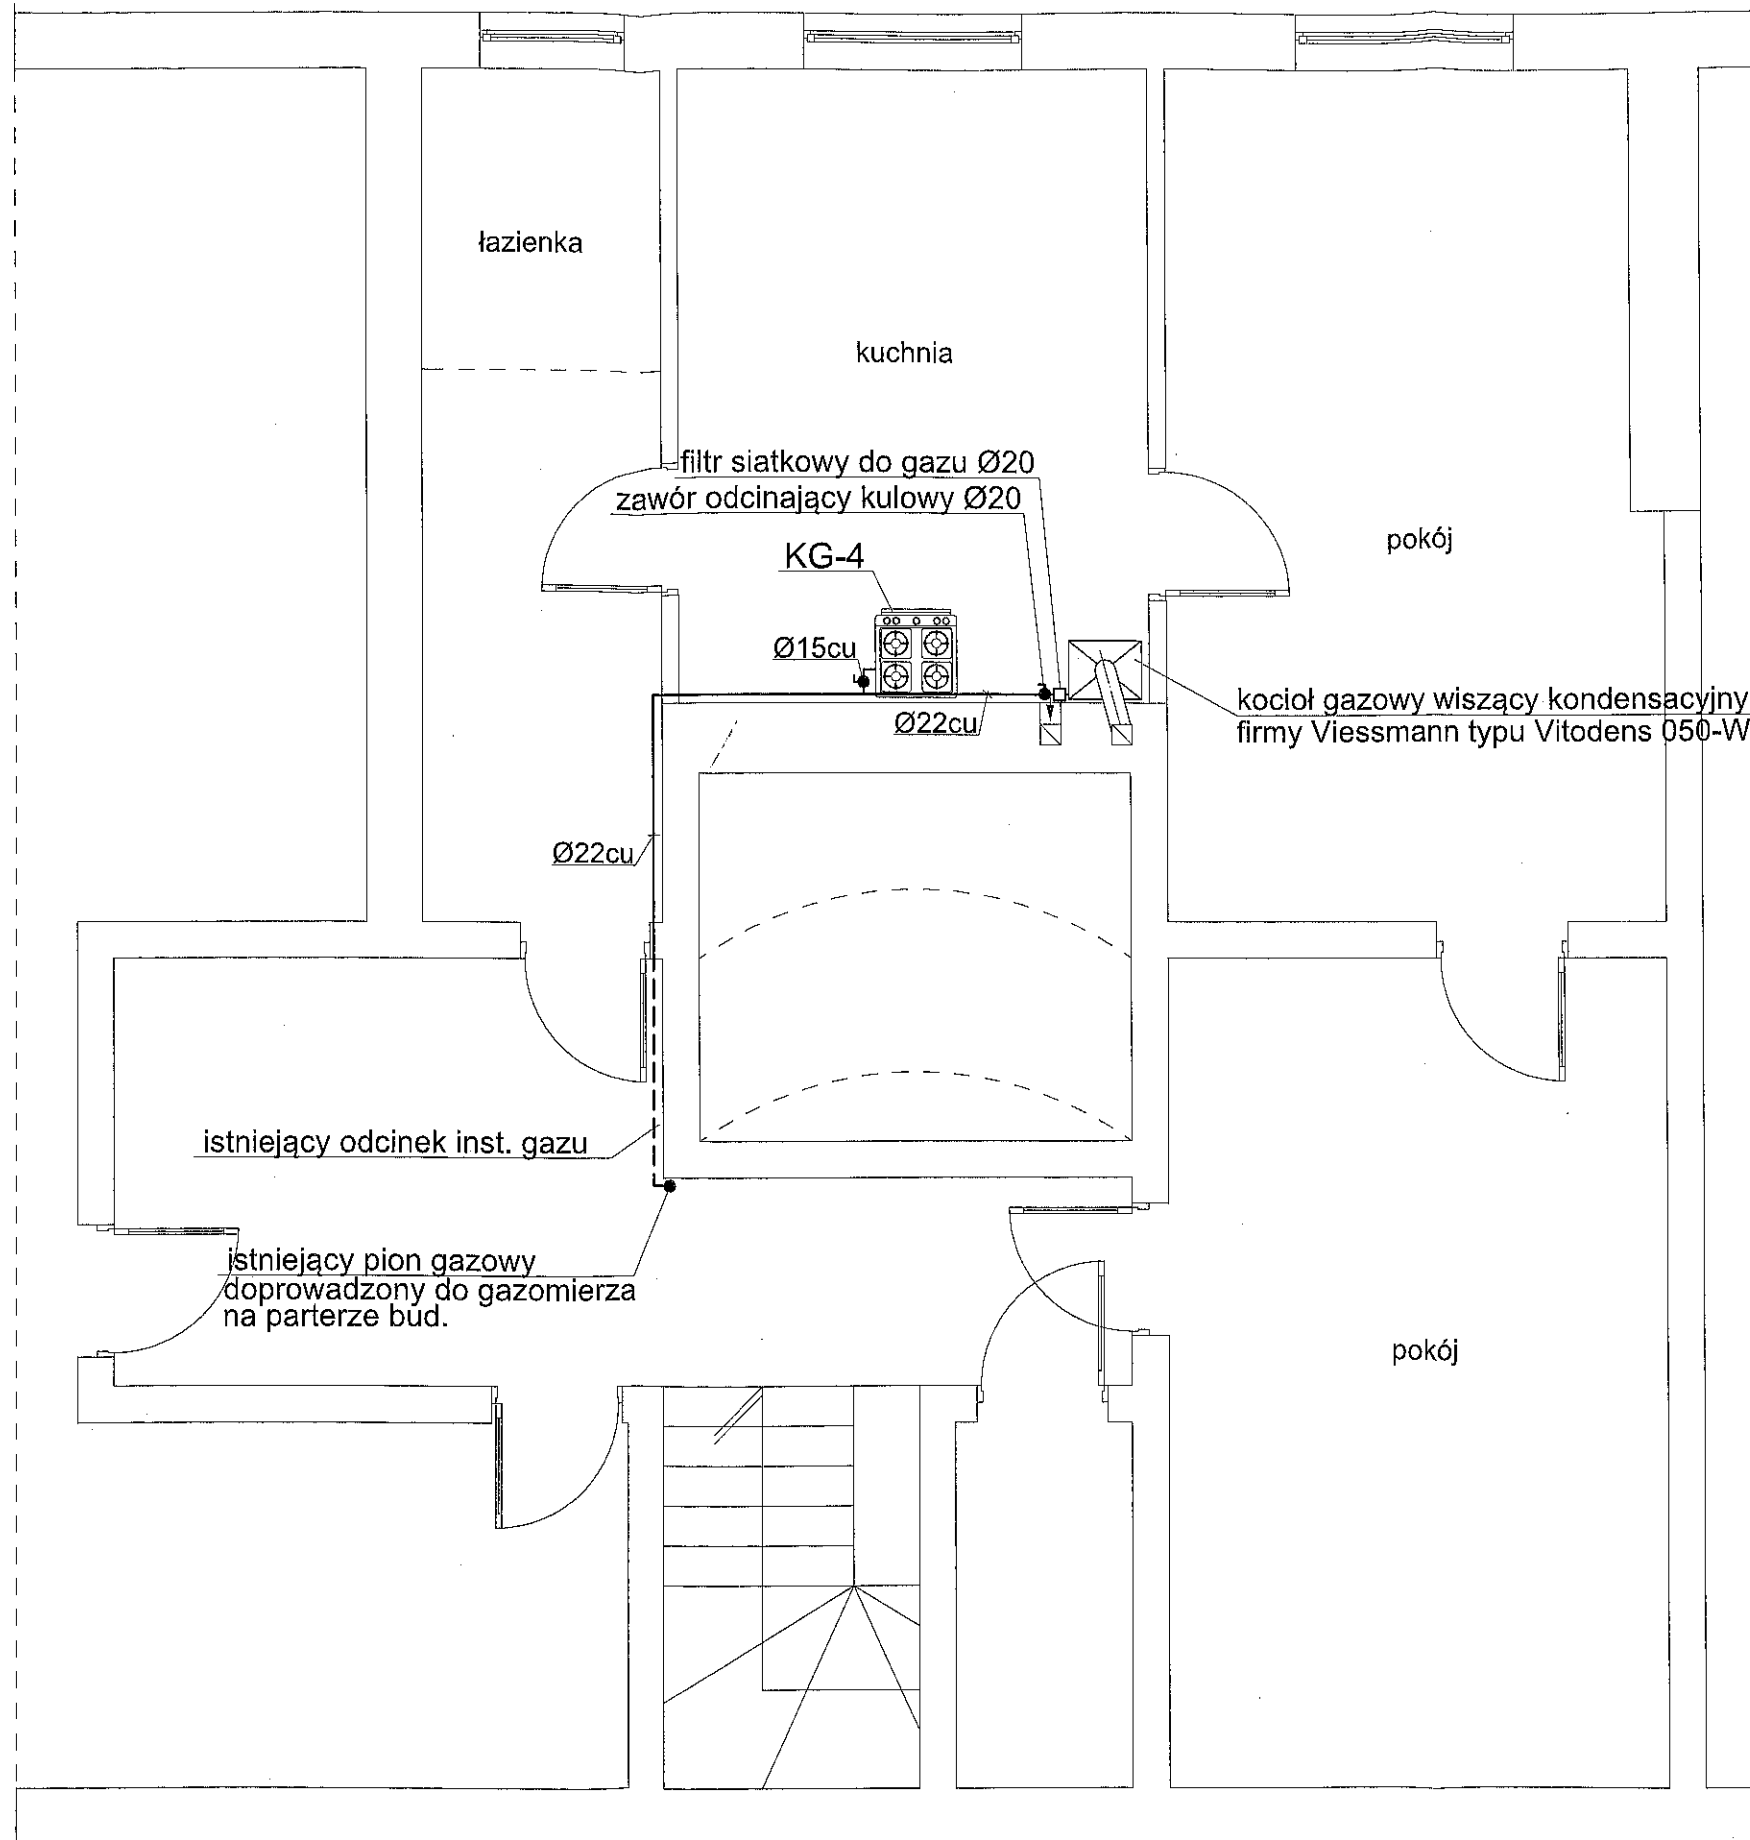 łazienka
kuchnia
filtr siatkowy do gazu Ø20
zawór odcinający kulowy Ø20
pokój
KG-4
Ø15cu
Ø22cu
kocioł gazowy wiszący kondensacyjny
firmy Viessmann typu Vitodens 050-W
Ø22cu
istniejący odcinek inst. gazu
istniejący pion gazowy
doprowadzony do gazomierza
na parterze bud.
pokój